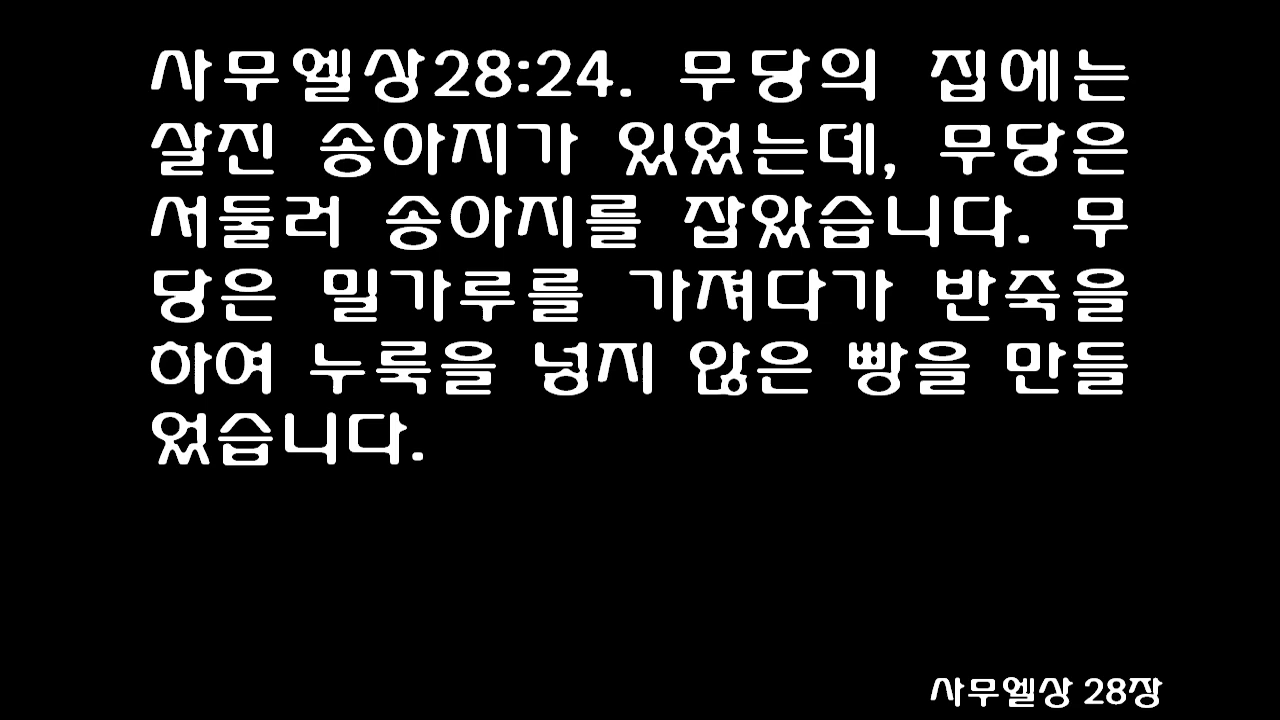 사무엘상28:24. 무당의 집에는
살진 송아지가 있었는데, 무당은
서둘러 송아지를 잡았습니다. 무
당은 밀가루를 가져다가 반죽을
하여 누룩을 넣지 않은 빵을 만들
었습니다.
사무엘상 28장